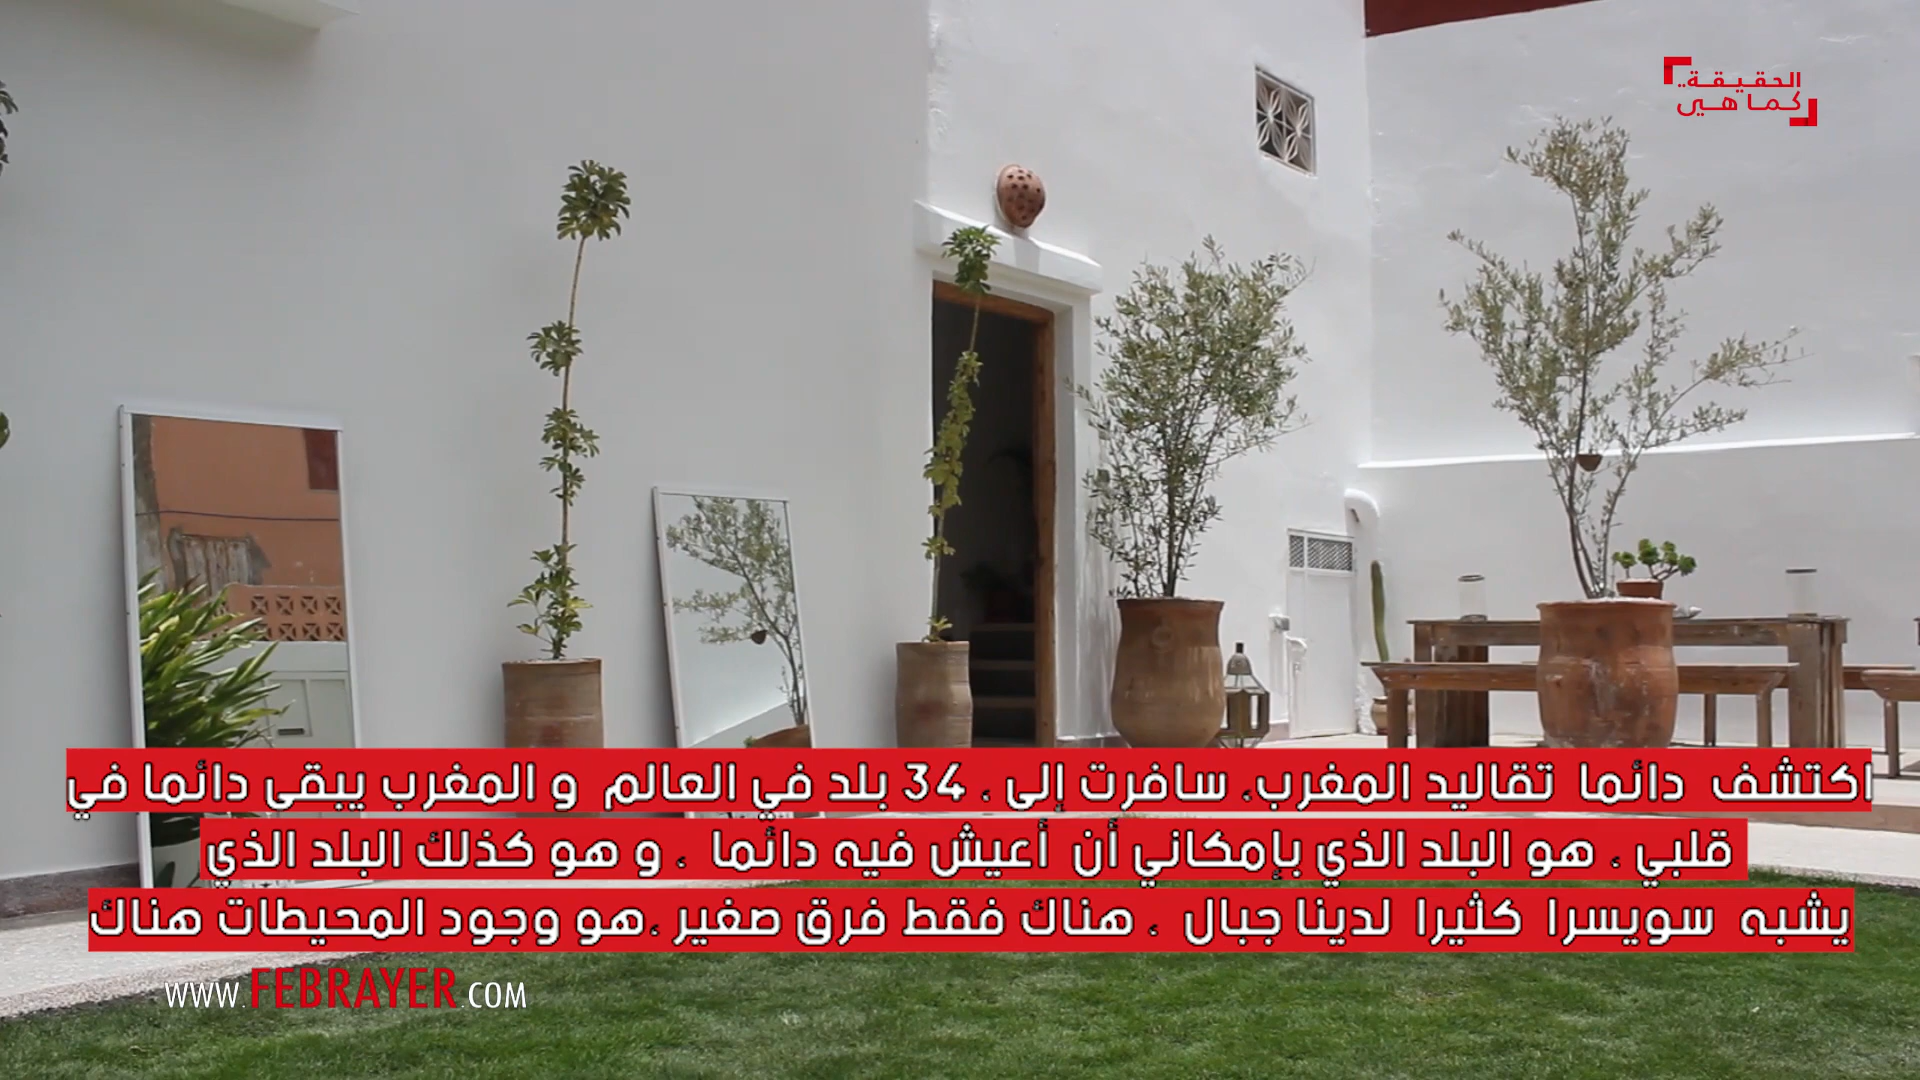 الحقيقة..
كما هي
اكتشف دائما تقاليد المغرب، سافرت إلى ، 34 بلد في العالم و المغرب يبقى دائما في
قلبي ، هو البلد الذي بإمكاني أن أعيش فيه دائما ، و هو كذلك البلد الذي
يشبه سويسرا كثيرا لدينا جبال ، هناك فقط فرق صغير ،هو وجود المحيطات هناك
WWW.FEBRAYER.COM